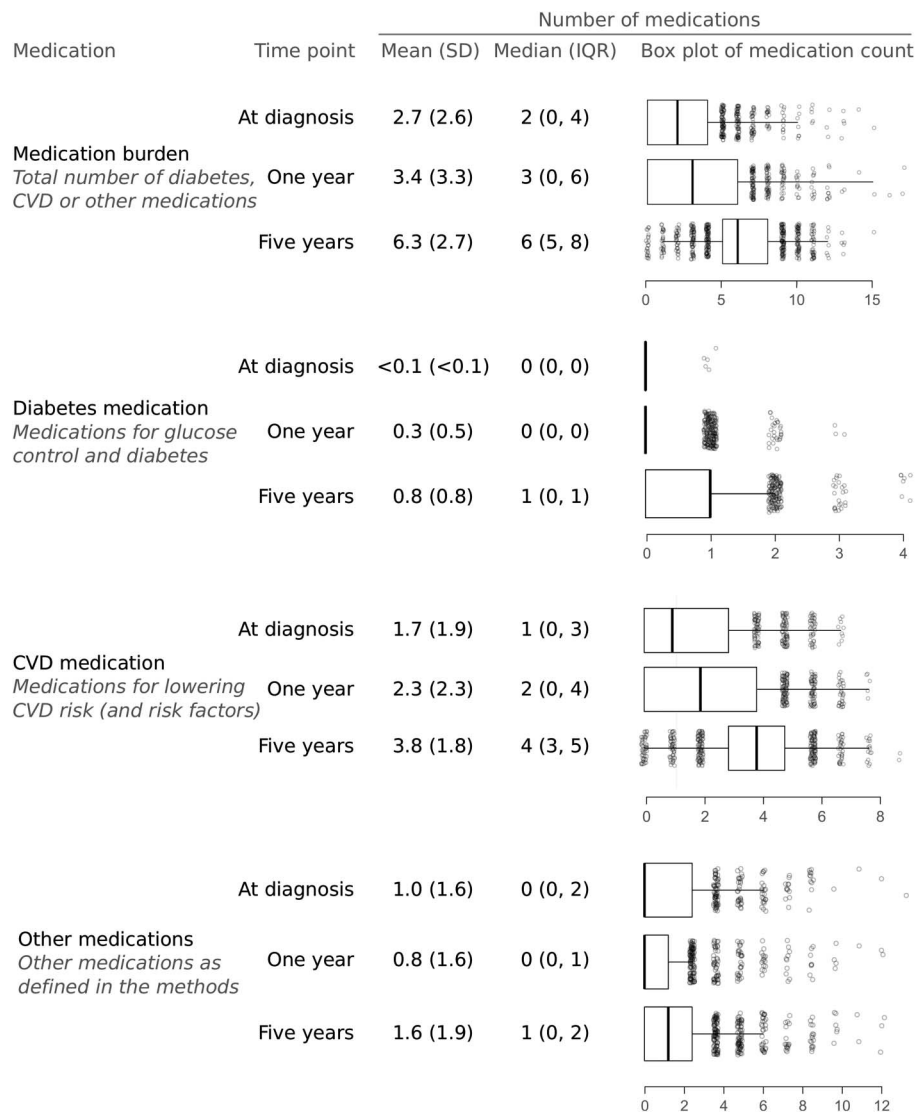 Number of medications
Medication Time point Mean (SD) Median (IQR) Box plot of medication count
At diagnosis 2.7 (2.6) 2 (0, 4)
Medication burden
Total number of diabetes, One year 3.4 (3.3) 3 (0, 6)
CVD or other medications
Five years 6.3 (2.7) 6 (5, 8)
0 5 10 15
At diagnosis <0.1 (<0.1) 0 (0, 0)
Diabetes medication
Medications for glucose One year 0.3 (0.5) 0 (0, 0)
control and diabetes
Five years 0.8 (0.8) 1 (0, 1)
0 1 2 3 4
At diagnosis 1.7 (1.9) 1 (0, 3)
CVD medication
Medications for lowering One year 2.3 (2.3) 2 (0, 4)
CVD risk (and risk factors)
Five years 3.8 (1.8) 4 (3, 5)
0 2 4 6 8
At diagnosis 1.0 (1.6) 0 (0, 2)
Other medications
Other medications as One year 0.8 (1.6) 0 (0, 1)
defined in the methods
Five years 1.6 (1.9) 1 (0, 2)
0 2 4 6 8 10 12